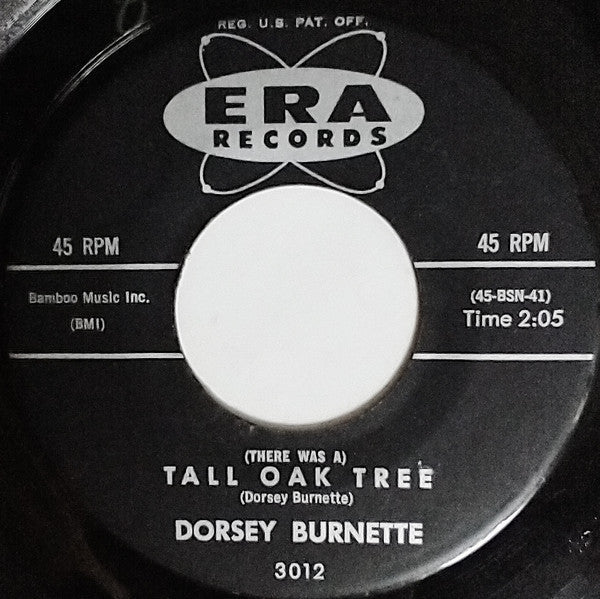 REG. U.S. PAT. OFF.
ERA
RECORDS
45 RPM
45 RPM
Bamboo Music Inc.
(BMI)
(45-BSN-41)
Time 2:05
(THERE WAS A)
TALL OAK TREE
(Dorsey Burnette)
DORSEY BURNETTE
3012